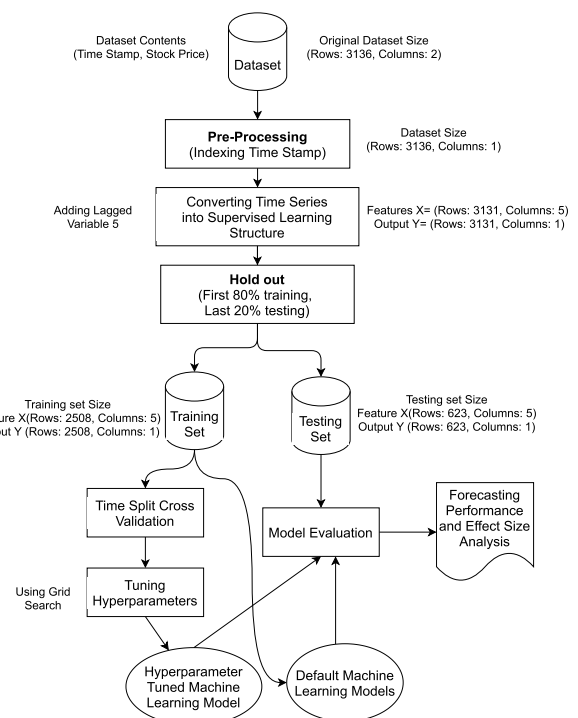 Dataset Contents
(Time Stamp, Stock Price)
Dataset
Original Dataset Size
(Rows: 3136, Columns: 2)
Pre-Processing
(Indexing Time Stamp)
Dataset Size
(Rows: 3136, Columns: 1)
Adding Lagged
Variable 5
Converting Time Series
into Supervised Learning
Structure
Features X= (Rows: 3131, Columns: 5)
Output Y= (Rows: 3131, Columns: 1)
Hold out
(First 80% training,
Last 20% testing)
Training set Size
X(Rows: 2508, Columns: 5)
Y (Rows: 2508, Columns: 1)
Training
Set
Testing
Set
Testing set Size
Feature X(Rows: 623, Columns: 5)
Output Y (Rows: 623, Columns: 1)
Time Split Cross
Validation
Model Evaluation
Forecasting
Performance
and Effect Size
Analysis
Using Grid
Search
Tuning
Hyperparameters
Hyperparameter
Tuned Machine
Learning Model
Default Machine
Learning Models